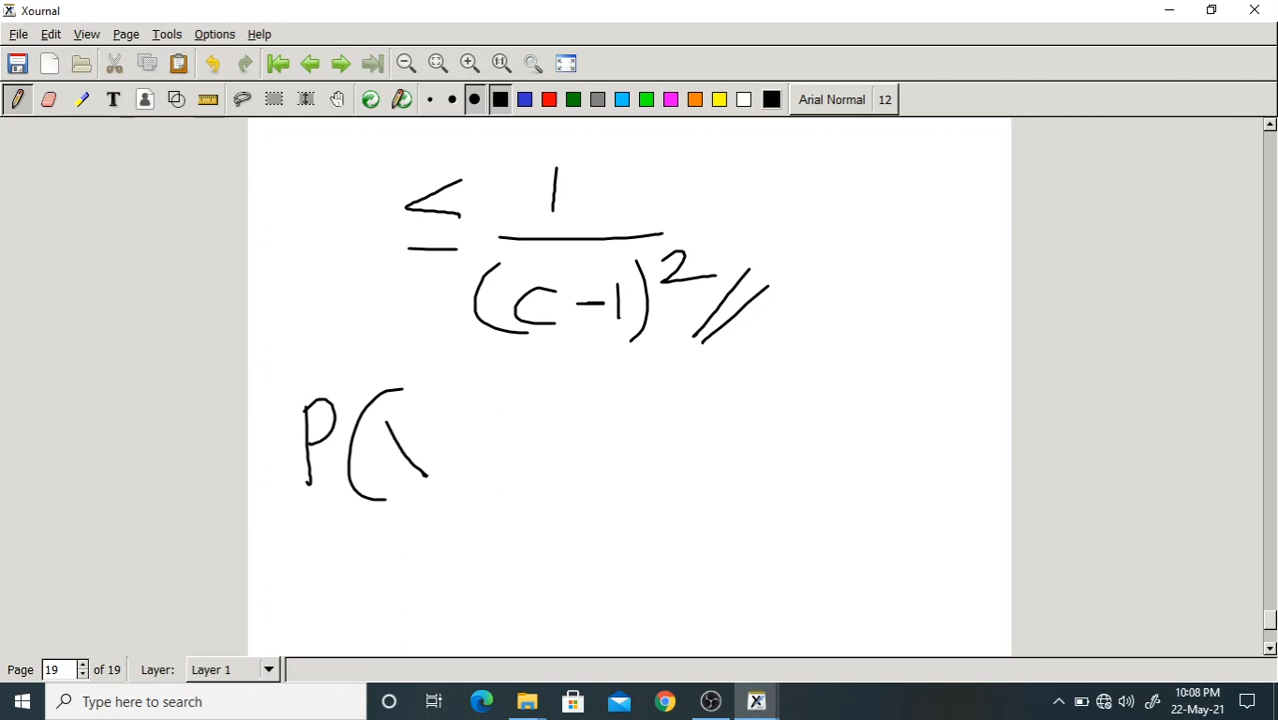 Xournal
File Edit View Page Tools Options Help
Arial Normal 12
≤ 1
(c-1)² //
P(
Page 19 of 19 Layer: Layer 1
Type here to search
10:08 PM
22-May-21